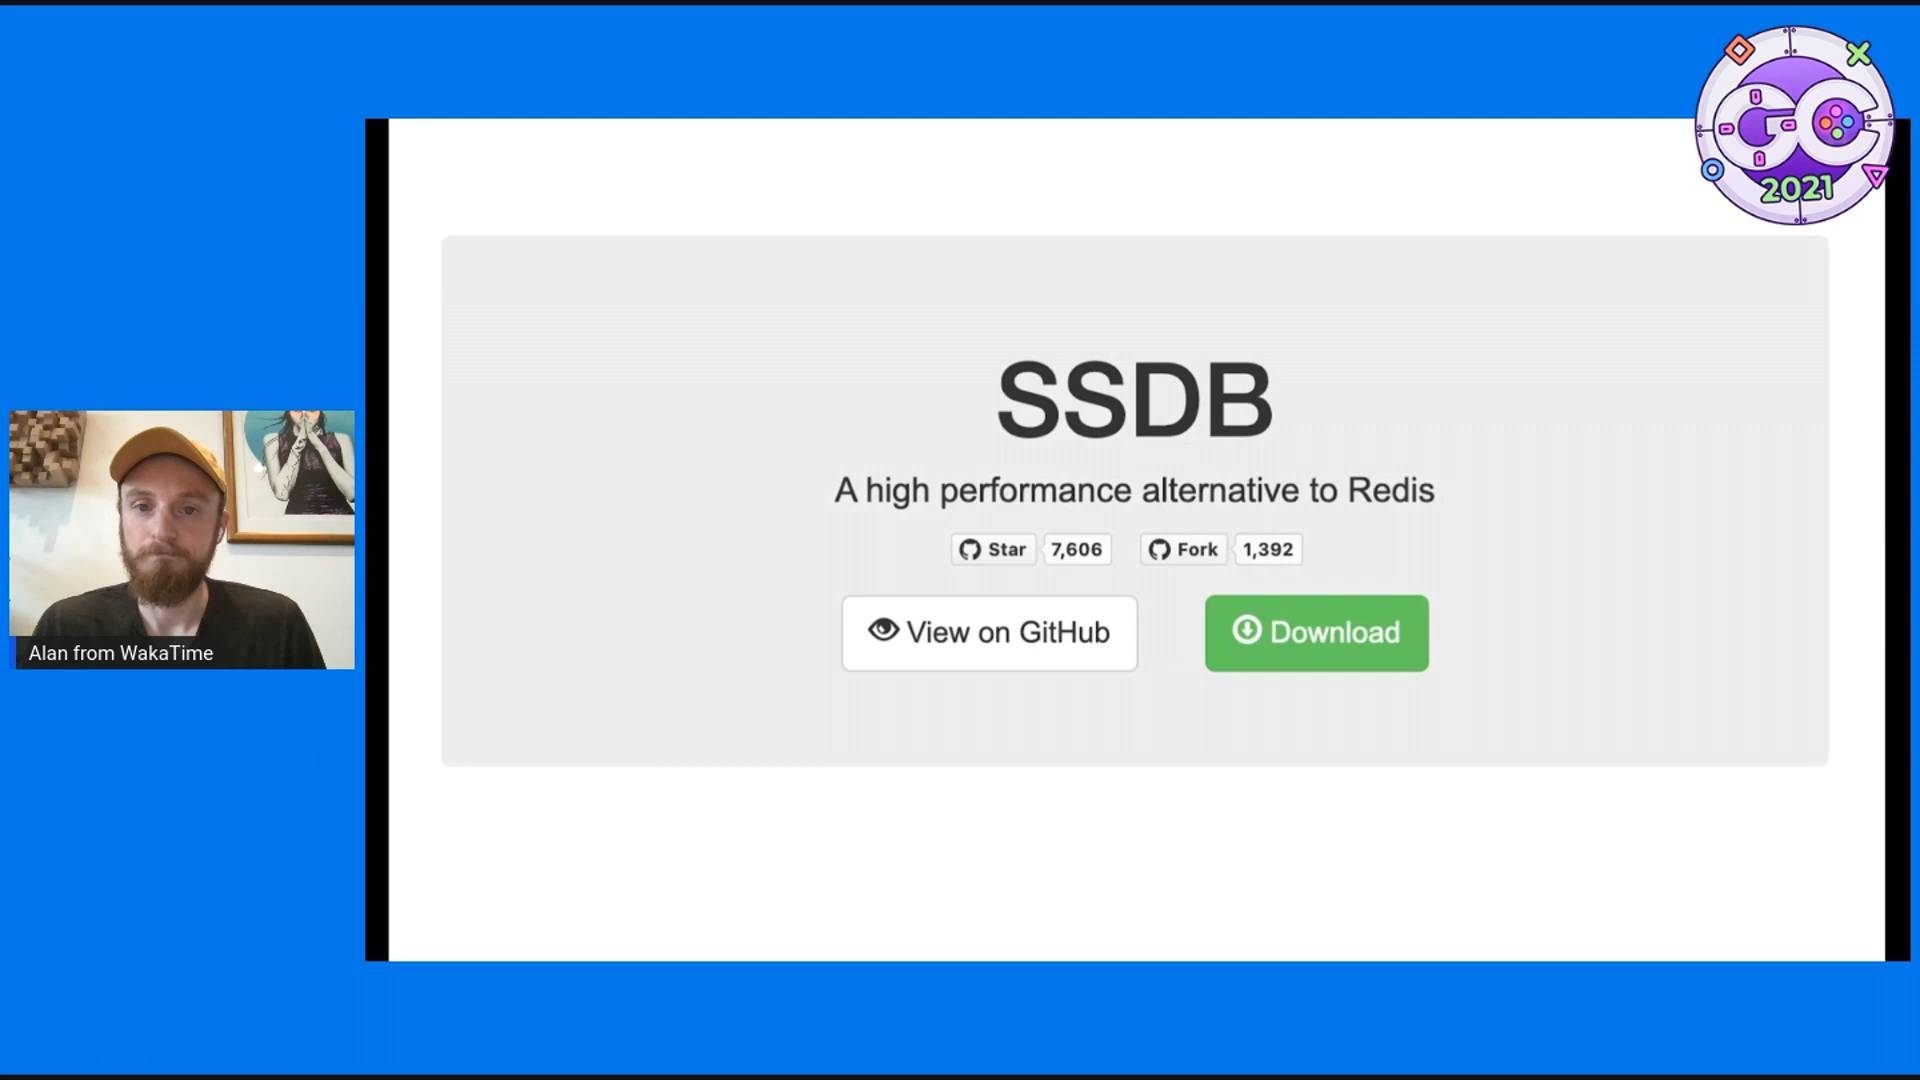 GC
2021
SSDB
A high performance alternative to Redis
Star 7,606 Fork 1,392
View on GitHub Download
Alan from WakaTime